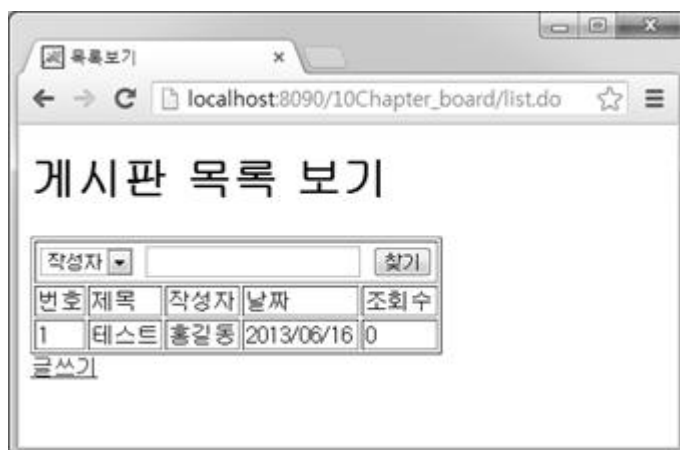 목록보기
localhost:8090/10Chapter_board/list.do
게시판 목록 보기
작성자 찾기
번호 제목 작성자 날짜 조회수
1 테스트 홍길동 2013/06/16 0
글쓰기